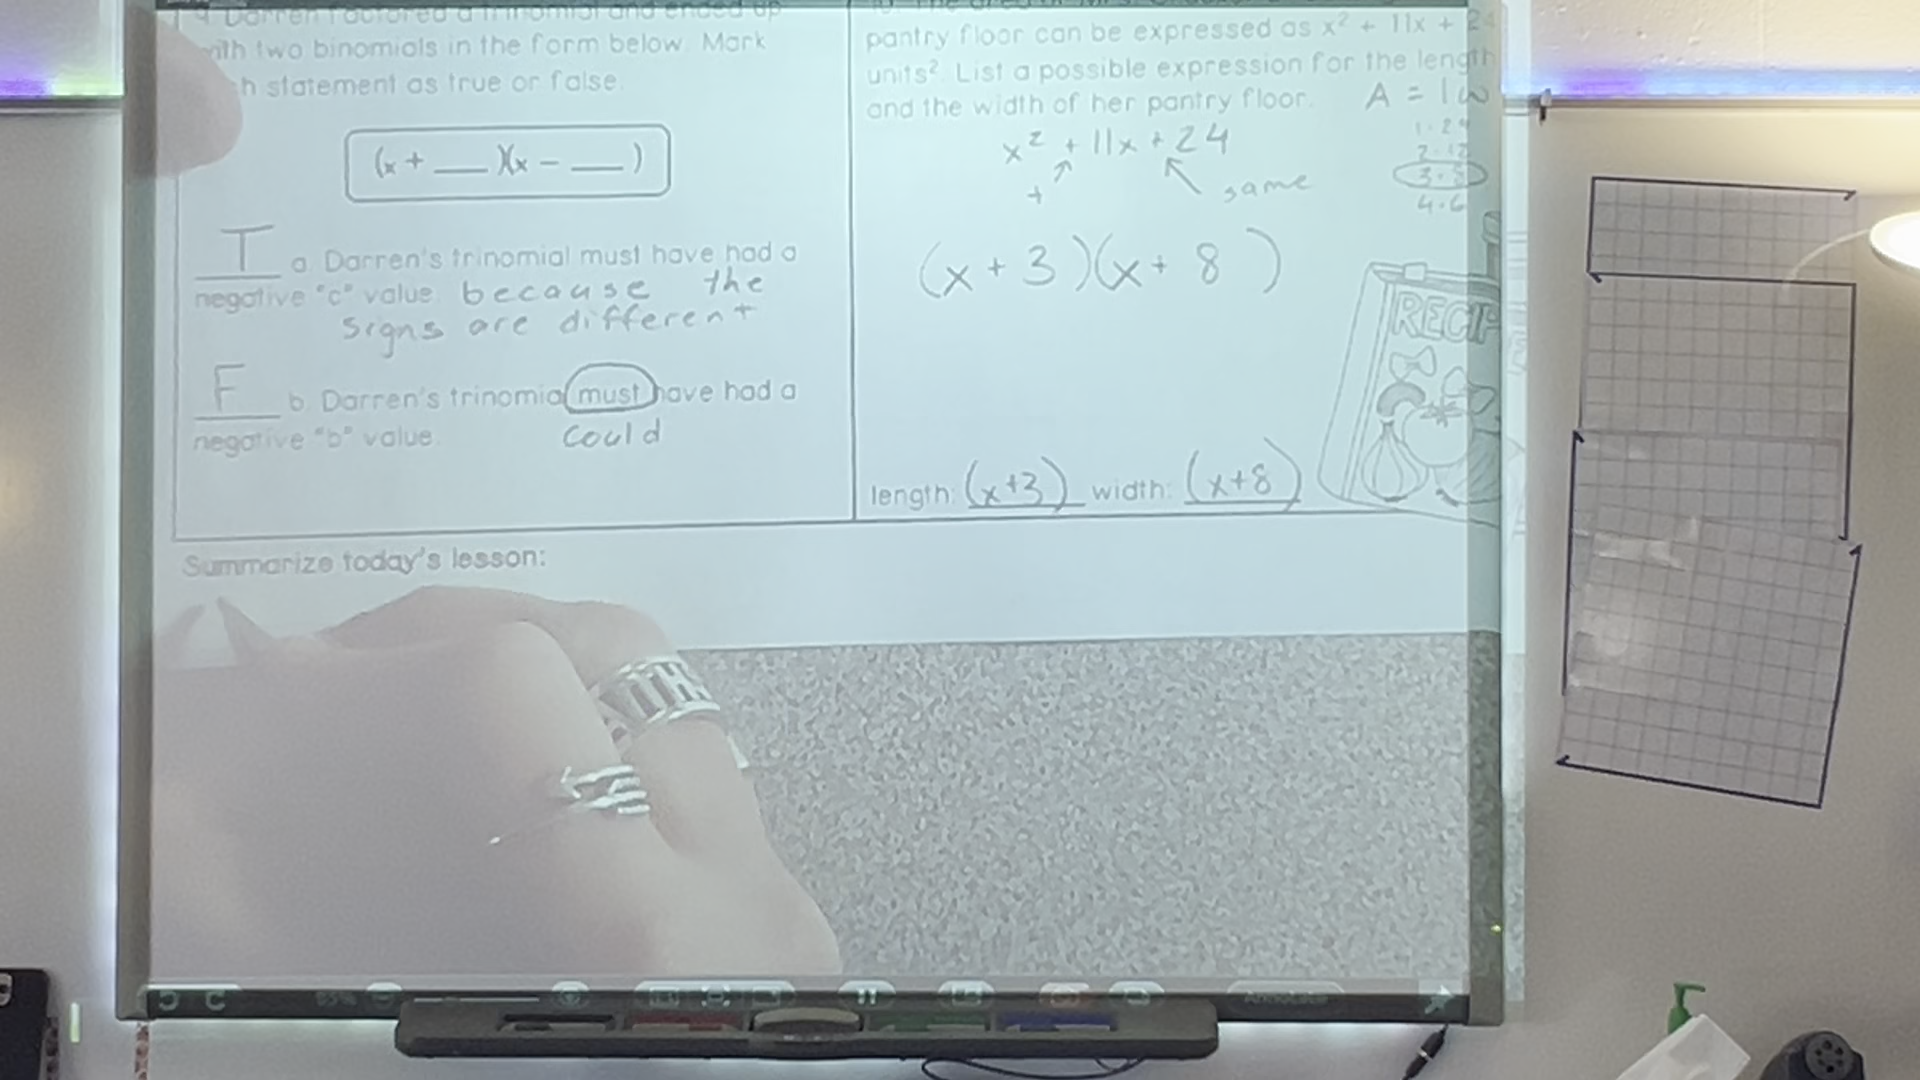 Darren factored a trinomial and ended up
with two binomials in the form below. Mark
statement as true or false.
(x + ___)(x - ___)
T a. Darren's trinomial must have had a
negative "c" value. because the
signs are different
F b. Darren's trinomial must have had a
negative "b" value. could
pantry floor can be expressed as x² + 11x + 2
units². List a possible expression for the length
and the width of her pantry floor. A = lw
x² + 11x + 24
+ same
1 · 24
2 · 12
3 · 8
4 · 6
(x + 3)(x + 8)
RECIP
length: (x+3) width: (x+8)
Summarize today's lesson: